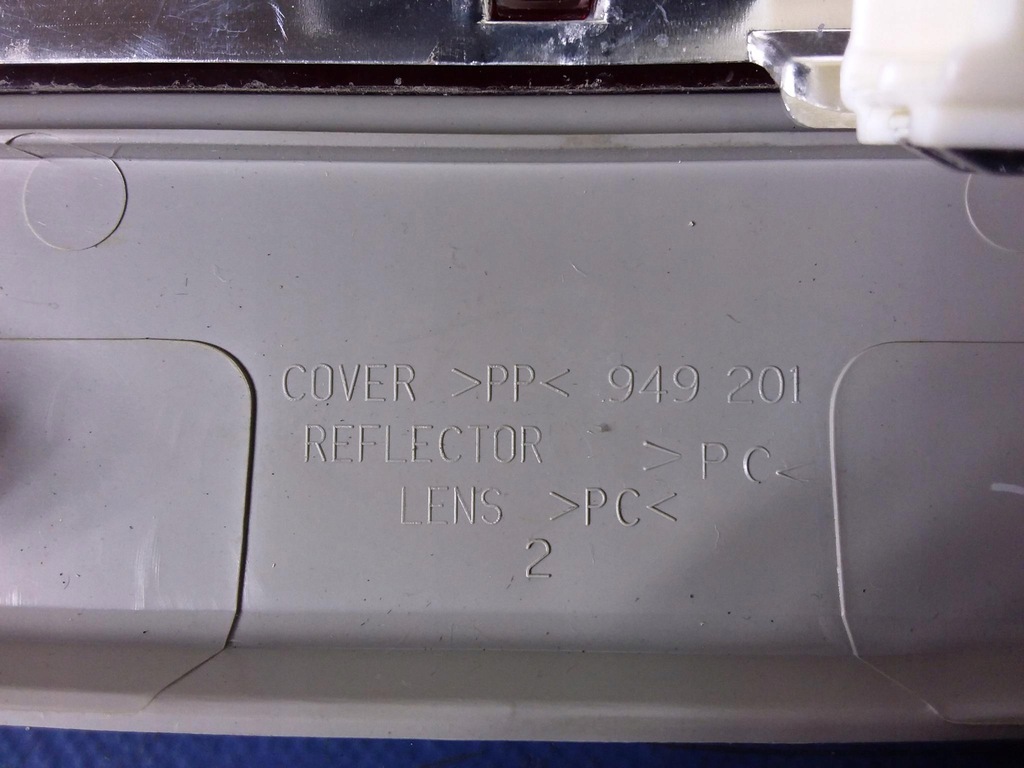 COVER >PP< 949 201
REFLECTOR >PC<
LENS >PC<
2